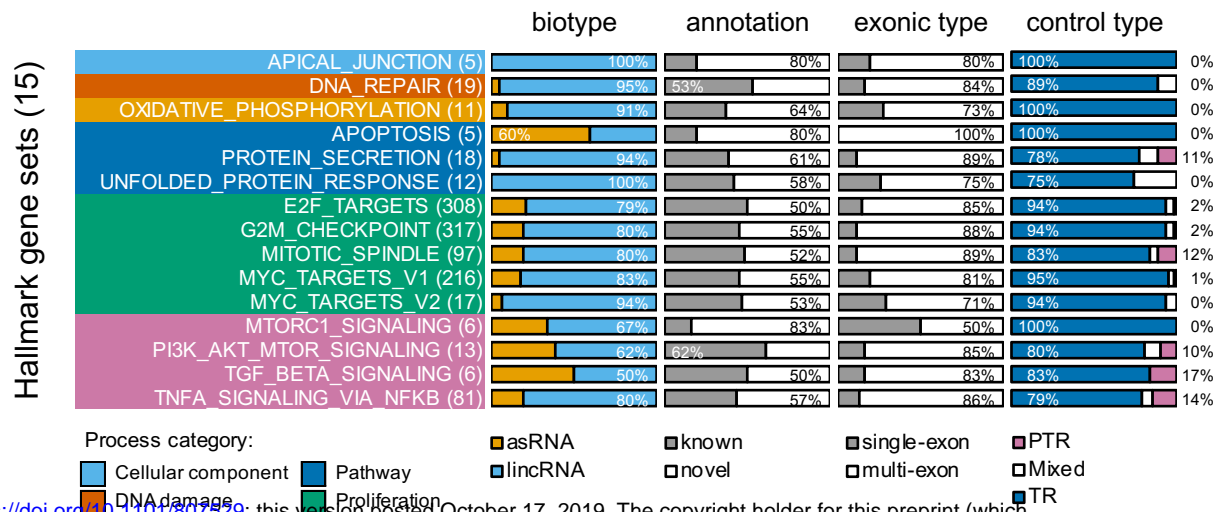 biotype annotation exonic type control type
Hallmark gene sets (15)
APICAL_JUNCTION (5) 100% 80% 80% 100% 0%
DNA_REPAIR (19) 95% 53% 84% 89% 0%
OXIDATIVE_PHOSPHORYLATION (11) 91% 64% 73% 100% 0%
APOPTOSIS (5) 60% 80% 100% 100% 0%
PROTEIN_SECRETION (18) 94% 61% 89% 78% 11%
UNFOLDED_PROTEIN_RESPONSE (12) 100% 58% 75% 75% 0%
E2F_TARGETS (308) 79% 50% 85% 94% 2%
G2M_CHECKPOINT (317) 80% 55% 88% 94% 2%
MITOTIC_SPINDLE (97) 80% 52% 89% 83% 12%
MYC_TARGETS_V1 (216) 83% 55% 81% 95% 1%
MYC_TARGETS_V2 (17) 94% 53% 71% 94% 0%
MTORC1_SIGNALING (6) 67% 83% 50% 100% 0%
PI3K_AKT_MTOR_SIGNALING (13) 62% 62% 85% 80% 10%
TGF_BETA_SIGNALING (6) 50% 50% 83% 83% 17%
TNFA_SIGNALING_VIA_NFKB (81) 80% 57% 86% 79% 14%
Process category: asRNA known single-exon PTR
Cellular component Pathway lincRNA novel multi-exon Mixed
DNA damage Proliferation TR
://doi.org/10.1101/807529; this version posted October 17, 2019. The copyright holder for this preprint (which